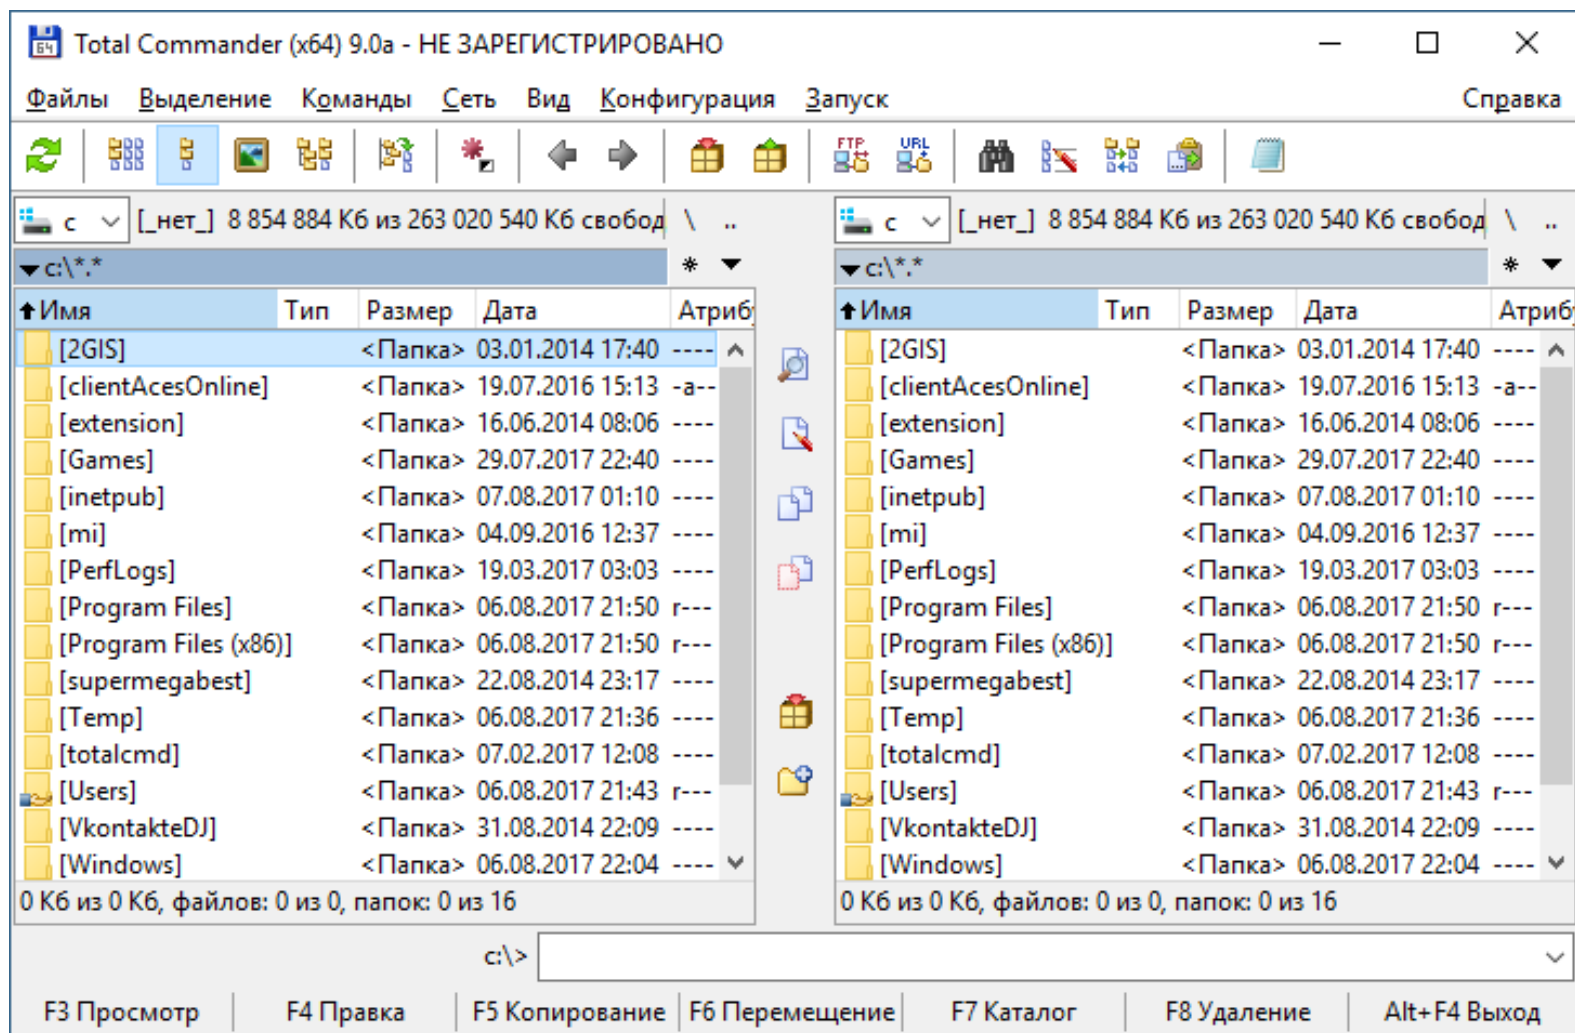 Total Commander (x64) 9.0a - НЕ ЗАРЕГИСТРИРОВАНО
Файлы Выделение Команды Сеть Вид Конфигурация Запуск Справка
FTP URL
c [_нет_] 8 854 884 Кб из 263 020 540 Кб свобод \ ..
c:\*.* * 
Имя Тип Размер Дата Атрибу
[2GIS] <Папка> 03.01.2014 17:40 ----
[clientAcesOnline] <Папка> 19.07.2016 15:13 -a--
[extension] <Папка> 16.06.2014 08:06 ----
[Games] <Папка> 29.07.2017 22:40 ----
[inetpub] <Папка> 07.08.2017 01:10 ----
[mi] <Папка> 04.09.2016 12:37 ----
[PerfLogs] <Папка> 19.03.2017 03:03 ----
[Program Files] <Папка> 06.08.2017 21:50 r---
[Program Files (x86)] <Папка> 06.08.2017 21:50 r---
[supermegabest] <Папка> 22.08.2014 23:17 ----
[Temp] <Папка> 06.08.2017 21:36 ----
[totalcmd] <Папка> 07.02.2017 12:08 ----
[Users] <Папка> 06.08.2017 21:43 r---
[VkontakteDJ] <Папка> 31.08.2014 22:09 ----
[Windows] <Папка> 06.08.2017 22:04 ----
0 Кб из 0 Кб, файлов: 0 из 0, папок: 0 из 16
c [_нет_] 8 854 884 Кб из 263 020 540 Кб свобод \ ..
c:\*.* *
Имя Тип Размер Дата Атрибу
[2GIS] <Папка> 03.01.2014 17:40 ----
[clientAcesOnline] <Папка> 19.07.2016 15:13 -a--
[extension] <Папка> 16.06.2014 08:06 ----
[Games] <Папка> 29.07.2017 22:40 ----
[inetpub] <Папка> 07.08.2017 01:10 ----
[mi] <Папка> 04.09.2016 12:37 ----
[PerfLogs] <Папка> 19.03.2017 03:03 ----
[Program Files] <Папка> 06.08.2017 21:50 r---
[Program Files (x86)] <Папка> 06.08.2017 21:50 r---
[supermegabest] <Папка> 22.08.2014 23:17 ----
[Temp] <Папка> 06.08.2017 21:36 ----
[totalcmd] <Папка> 07.02.2017 12:08 ----
[Users] <Папка> 06.08.2017 21:43 r---
[VkontakteDJ] <Папка> 31.08.2014 22:09 ----
[Windows] <Папка> 06.08.2017 22:04 ----
0 Кб из 0 Кб, файлов: 0 из 0, папок: 0 из 16
c:\>
F3 Просмотр F4 Правка F5 Копирование F6 Перемещение F7 Каталог F8 Удаление Alt+F4 Выход